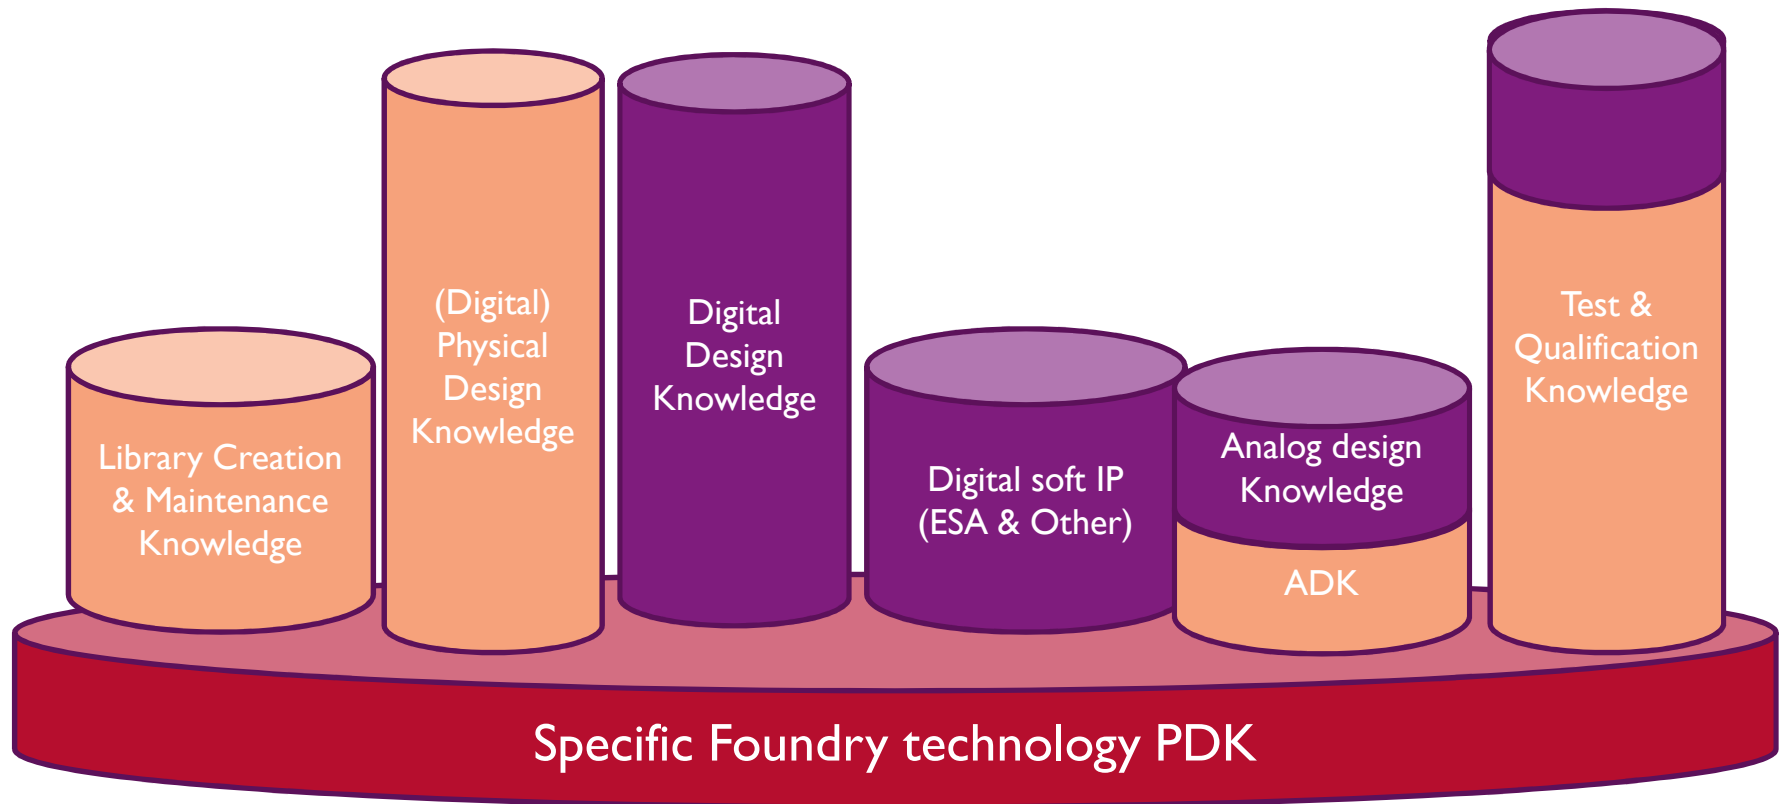 Library Creation
& Maintenance
Knowledge
(Digital)
Physical
Design
Knowledge
Digital
Design
Knowledge
Digital soft IP
(ESA & Other)
Analog design
Knowledge
ADK
Test &
Qualification
Knowledge
Specific Foundry technology PDK